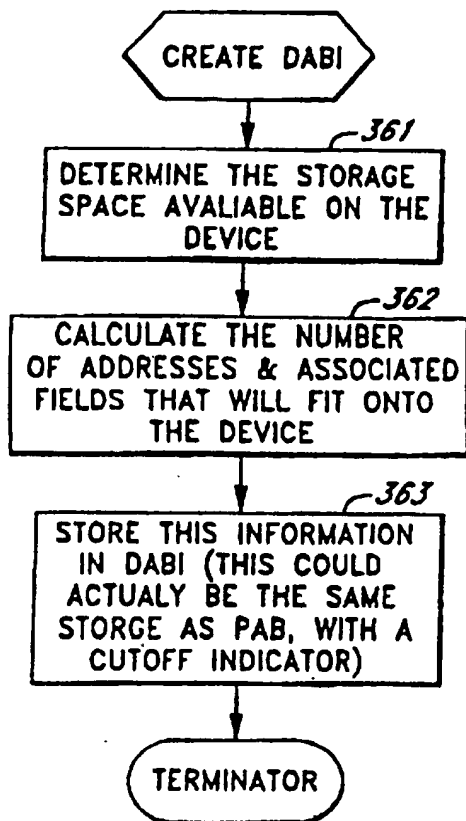 CREATE DABI
361
DETERMINE THE STORAGE
SPACE AVALIABLE ON THE
DEVICE
362
CALCULATE THE NUMBER
OF ADDRESSES & ASSOCIATED
FIELDS THAT WILL FIT ONTO
THE DEVICE
363
STORE THIS INFORMATION
IN DABI (THIS COULD
ACTUALY BE THE SAME
STORGE AS PAB, WITH A
CUTOFF INDICATOR)
TERMINATOR